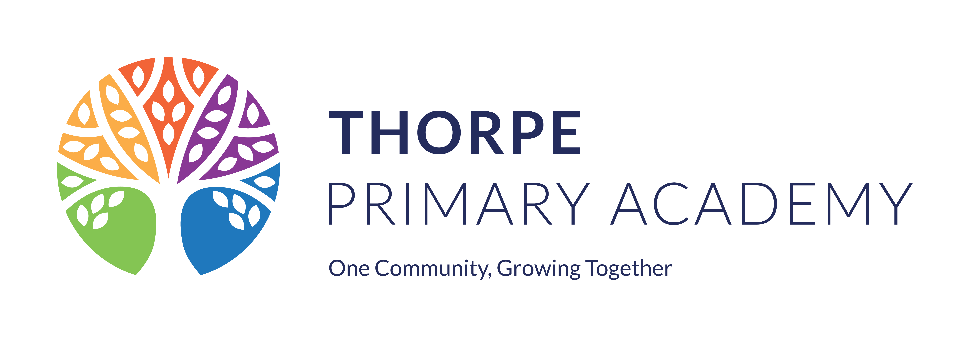 THORPE
PRIMARY ACADEMY
One Community, Growing Together